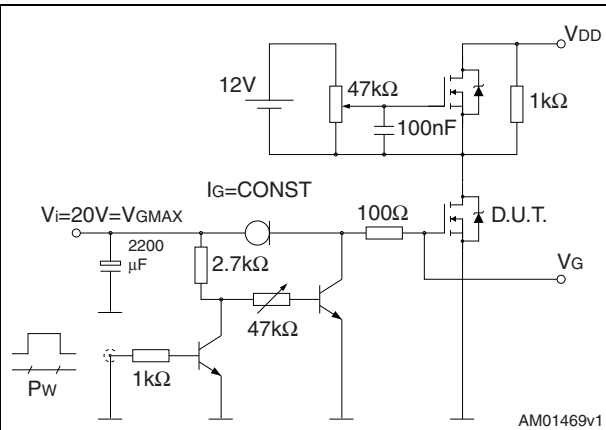 VDD
12V
47kΩ
1kΩ
100nF
IG=CONST
Vi=20V=VGMAX
100Ω
D.U.T.
2200
μF
2.7kΩ
VG
47kΩ
1kΩ
PW
AM01469v1